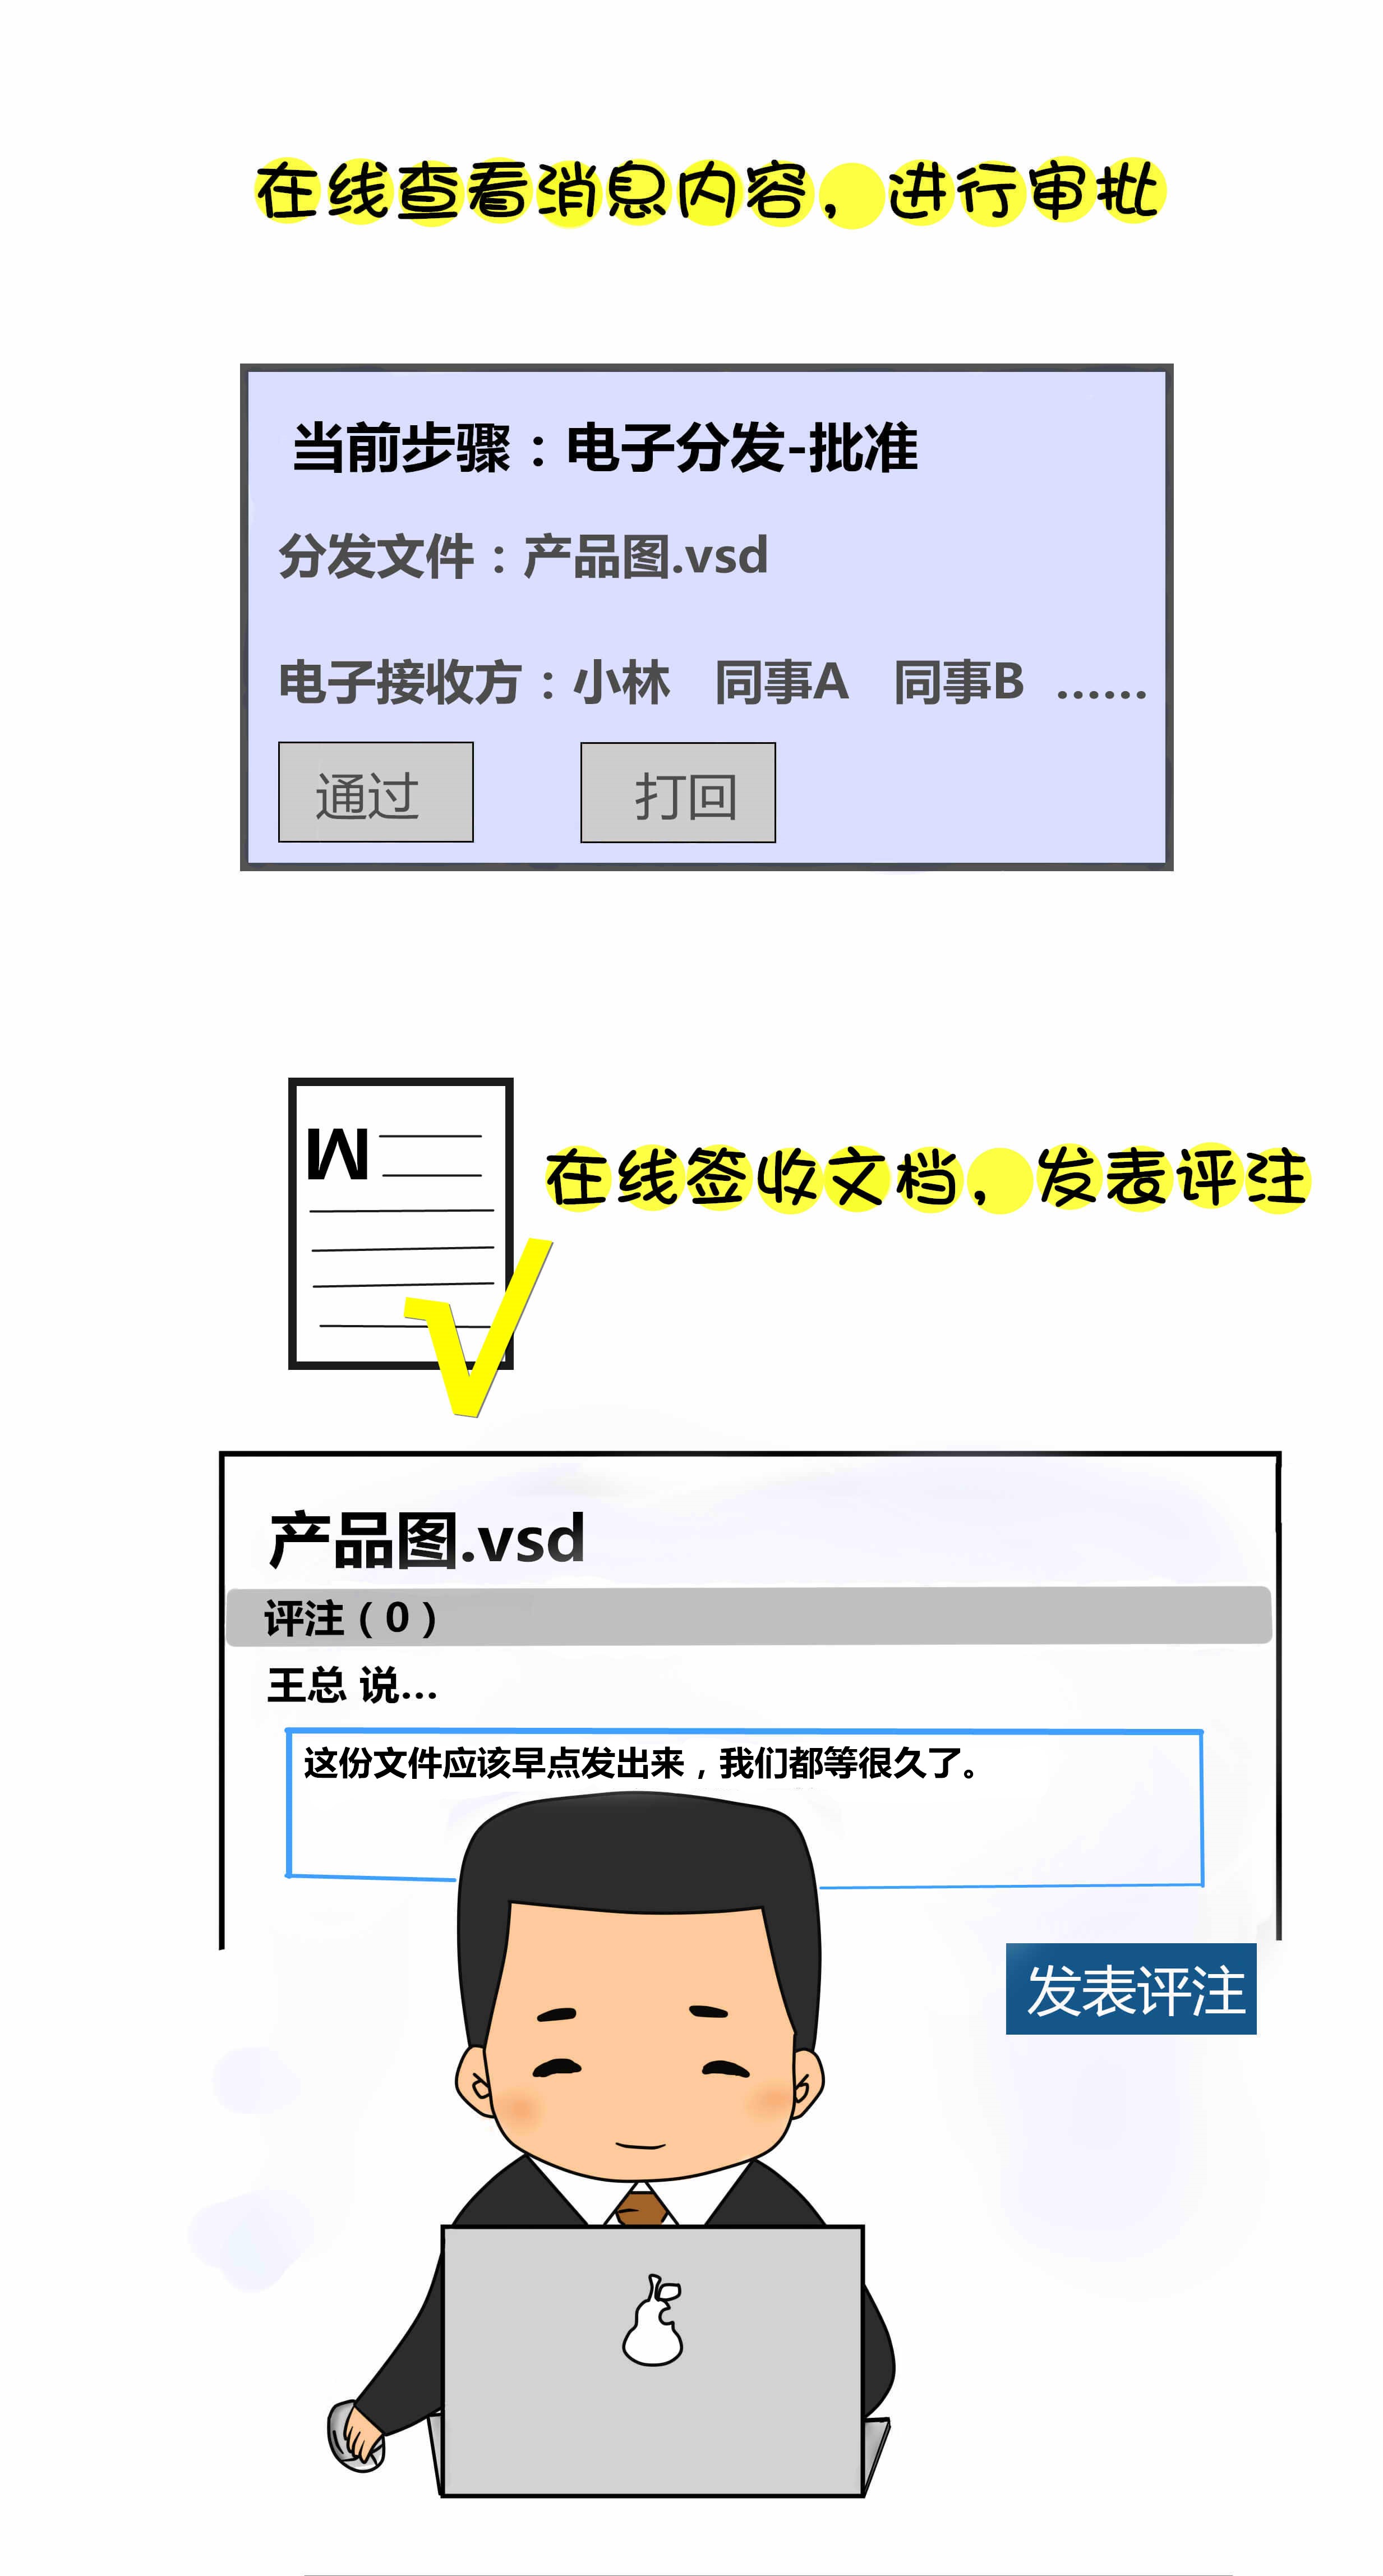 在线查看消息内容，进行审批
当前步骤：电子分发-批准
分发文件：产品图.vsd
电子接收方：小林 同事A 同事B ......
通过 打回
W
在线签收文档，发表评注
产品图.vsd
评注（0）
王总 说...
这份文件应该早点发出来，我们都等很久了。
发表评注